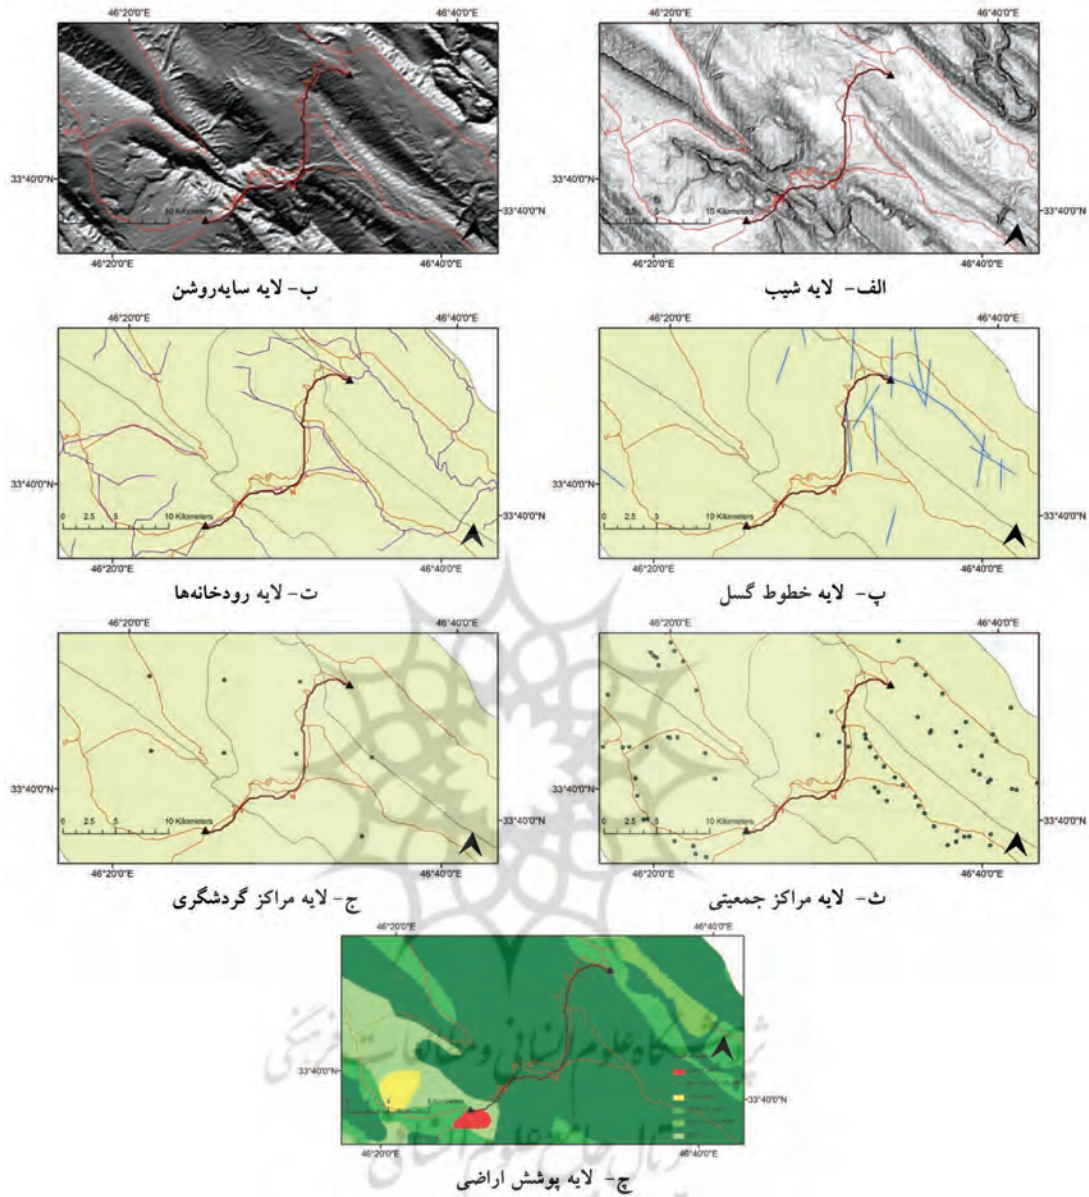 46°20'0"E 46°40'0"E
33°40'0"N
33°40'0"N
10 Kilometers
46°20'0"E 46°40'0"E
الف- لایه شیب
46°20'0"E 46°40'0"E
33°40'0"N
33°40'0"N
10 Kilometers
46°20'0"E 46°40'0"E
ب- لایه سایه‌روشن
46°20'0"E 46°40'0"E
33°40'0"N
33°40'0"N
0 2.5 5 10 Kilometers
46°20'0"E 46°40'0"E
پ- لایه خطوط گسل
46°20'0"E 46°40'0"E
33°40'0"N
33°40'0"N
0 2.5 5 10 Kilometers
46°20'0"E 46°40'0"E
ت- لایه رودخانه‌ها
46°20'0"E 46°40'0"E
33°40'0"N
33°40'0"N
0 2.5 5 10 Kilometers
46°20'0"E 46°40'0"E
ث- لایه مراکز جمعیتی
46°20'0"E 46°40'0"E
33°40'0"N
33°40'0"N
0 2.5 5 10 Kilometers
46°20'0"E 46°40'0"E
ج- لایه مراکز گردشگری
46°20'0"E 46°40'0"E
33°40'0"N
33°40'0"N
46°20'0"E 46°40'0"E
چ- لایه پوشش اراضی
پژوهشگاه علوم انسانی و مطالعات فرهنگی
پرتال جامع علوم انسانی